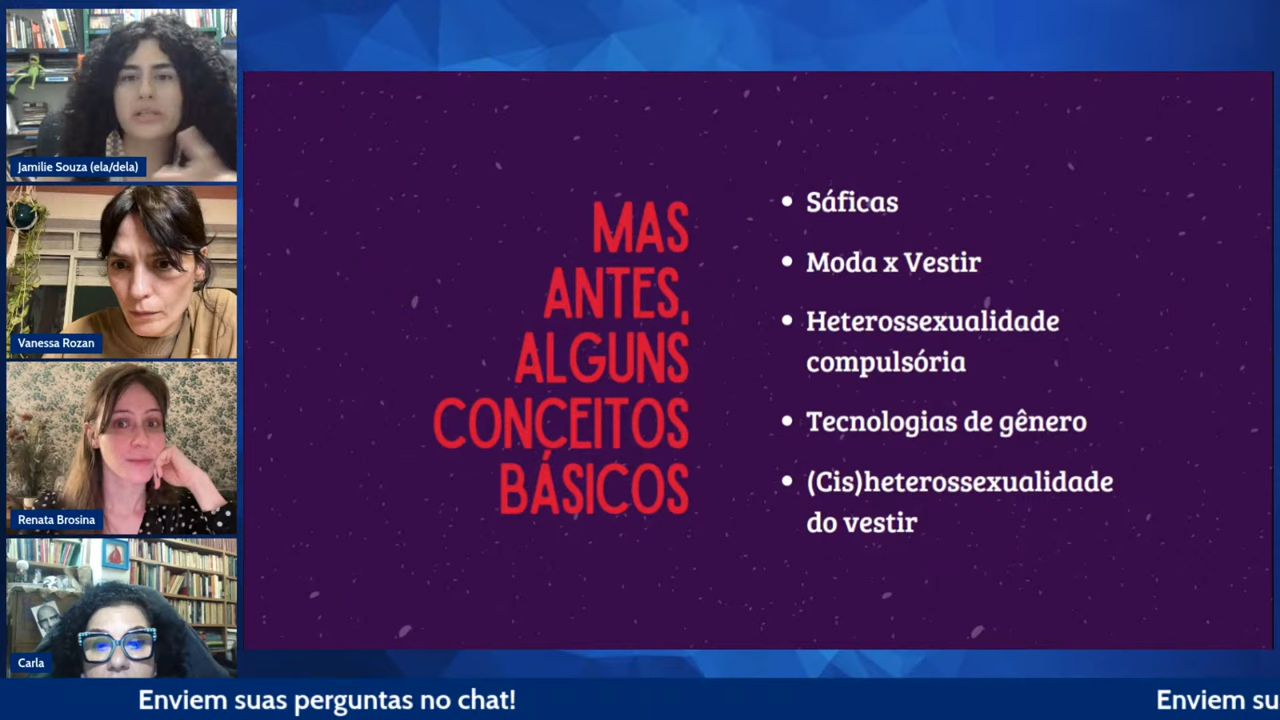 Jamilie Souza (ela/dela)
Vanessa Rozan
Renata Brosina
Carla
MAS
ANTES,
ALGUNS
CONCEITOS
BÁSICOS
• Sáficas
• Moda x Vestir
• Heterossexualidade
compulsória
• Tecnologias de gênero
• (Cis)heterossexualidade
do vestir
Enviem suas perguntas no chat!
Enviem su